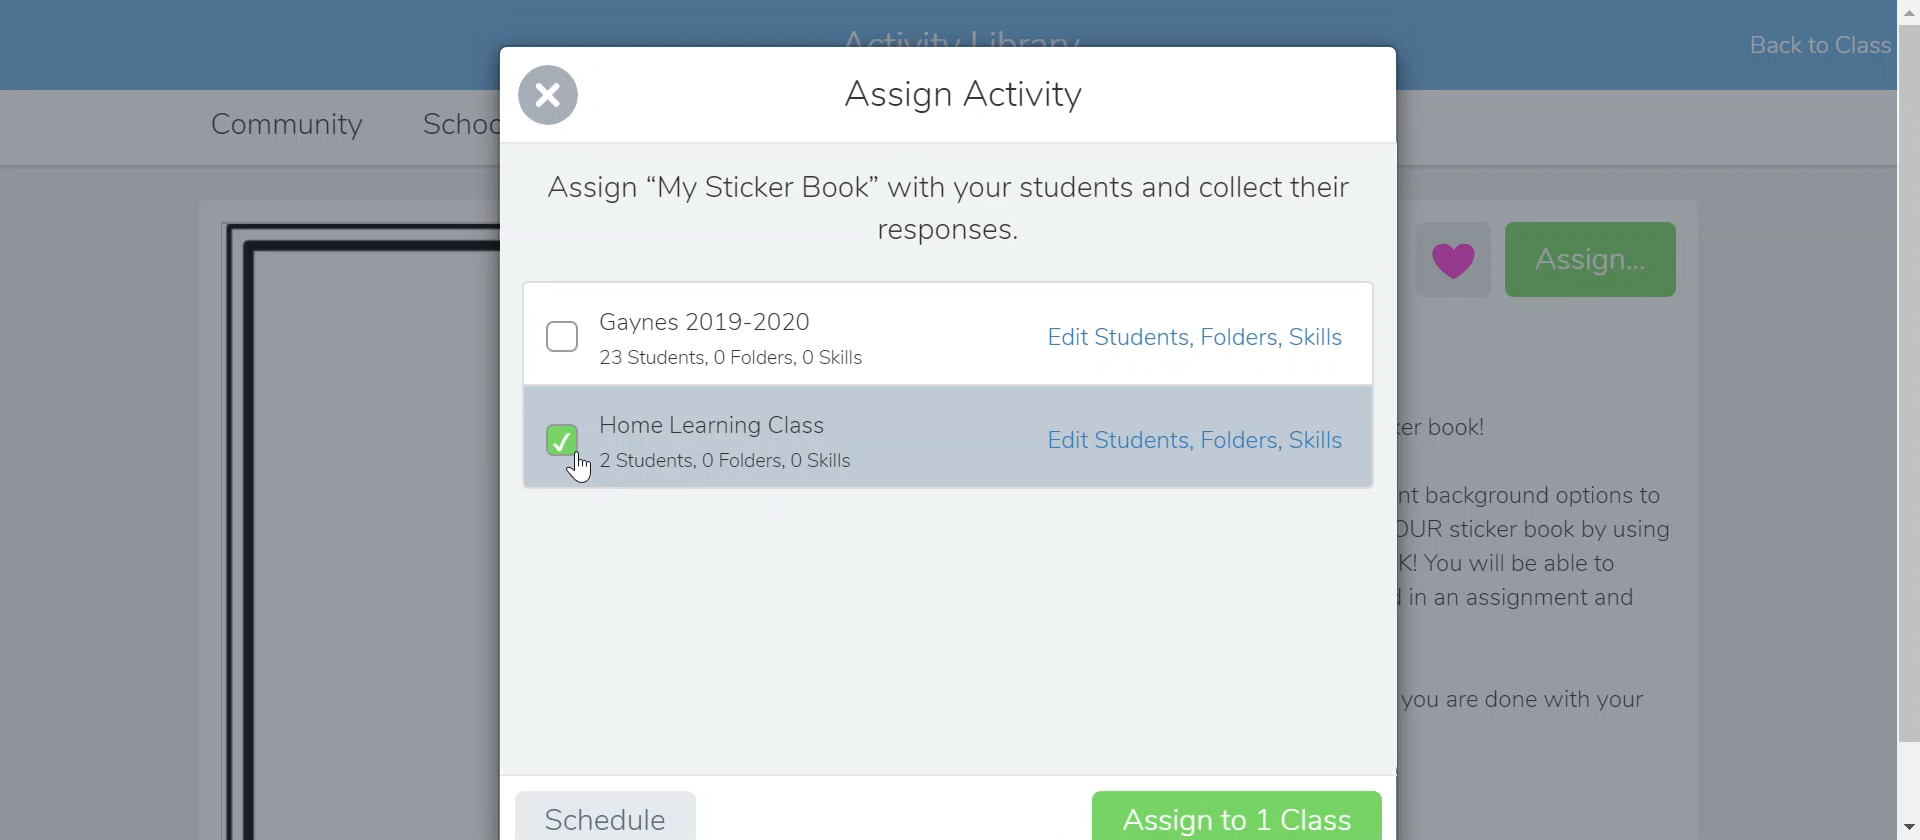 Activity Library
Back to Class
Assign Activity
Community
Assign “My Sticker Book” with your students and collect their
responses.
Assign...
Gaynes 2019-2020
23 Students, 0 Folders, 0 Skills
Edit Students, Folders, Skills
Home Learning Class
2 Students, 0 Folders, 0 Skills
Edit Students, Folders, Skills
book!
background options to
sticker book by using
You will be able to
in an assignment and
you are done with your
Schedule
Assign to 1 Class